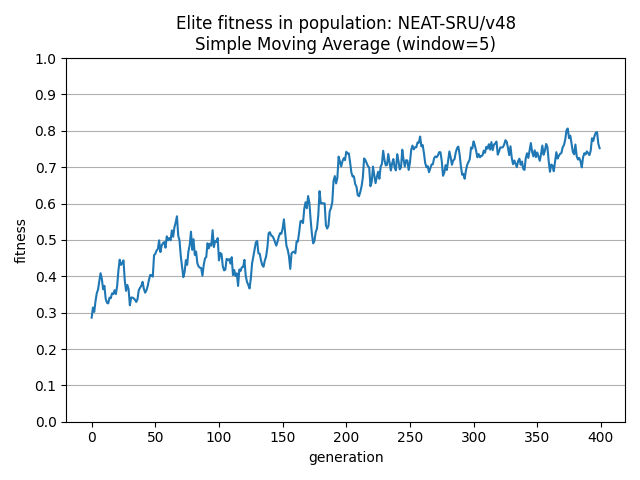 Elite fitness in population: NEAT-SRU/v48
Simple Moving Average (window=5)
1.0
0.9
0.8
0.7
0.6
0.5
0.4
0.3
0.2
0.1
0.0
fitness
0 50 100 150 200 250 300 350 400
generation